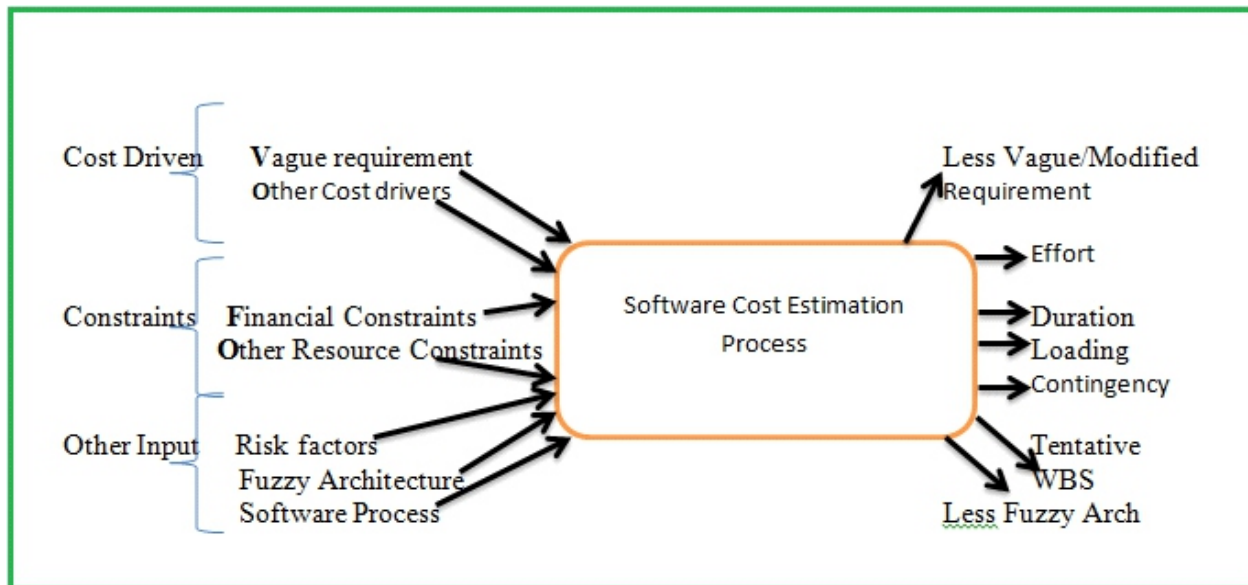 Cost Driven
Vague requirement
Other Cost drivers
Constraints
Financial Constraints
Other Resource Constraints
Other Input
Risk factors
Fuzzy Architecture
Software Process
Software Cost Estimation
Process
Less Vague/Modified
Requirement
Effort
Duration
Loading
Contingency
Tentative
WBS
Less Fuzzy Arch